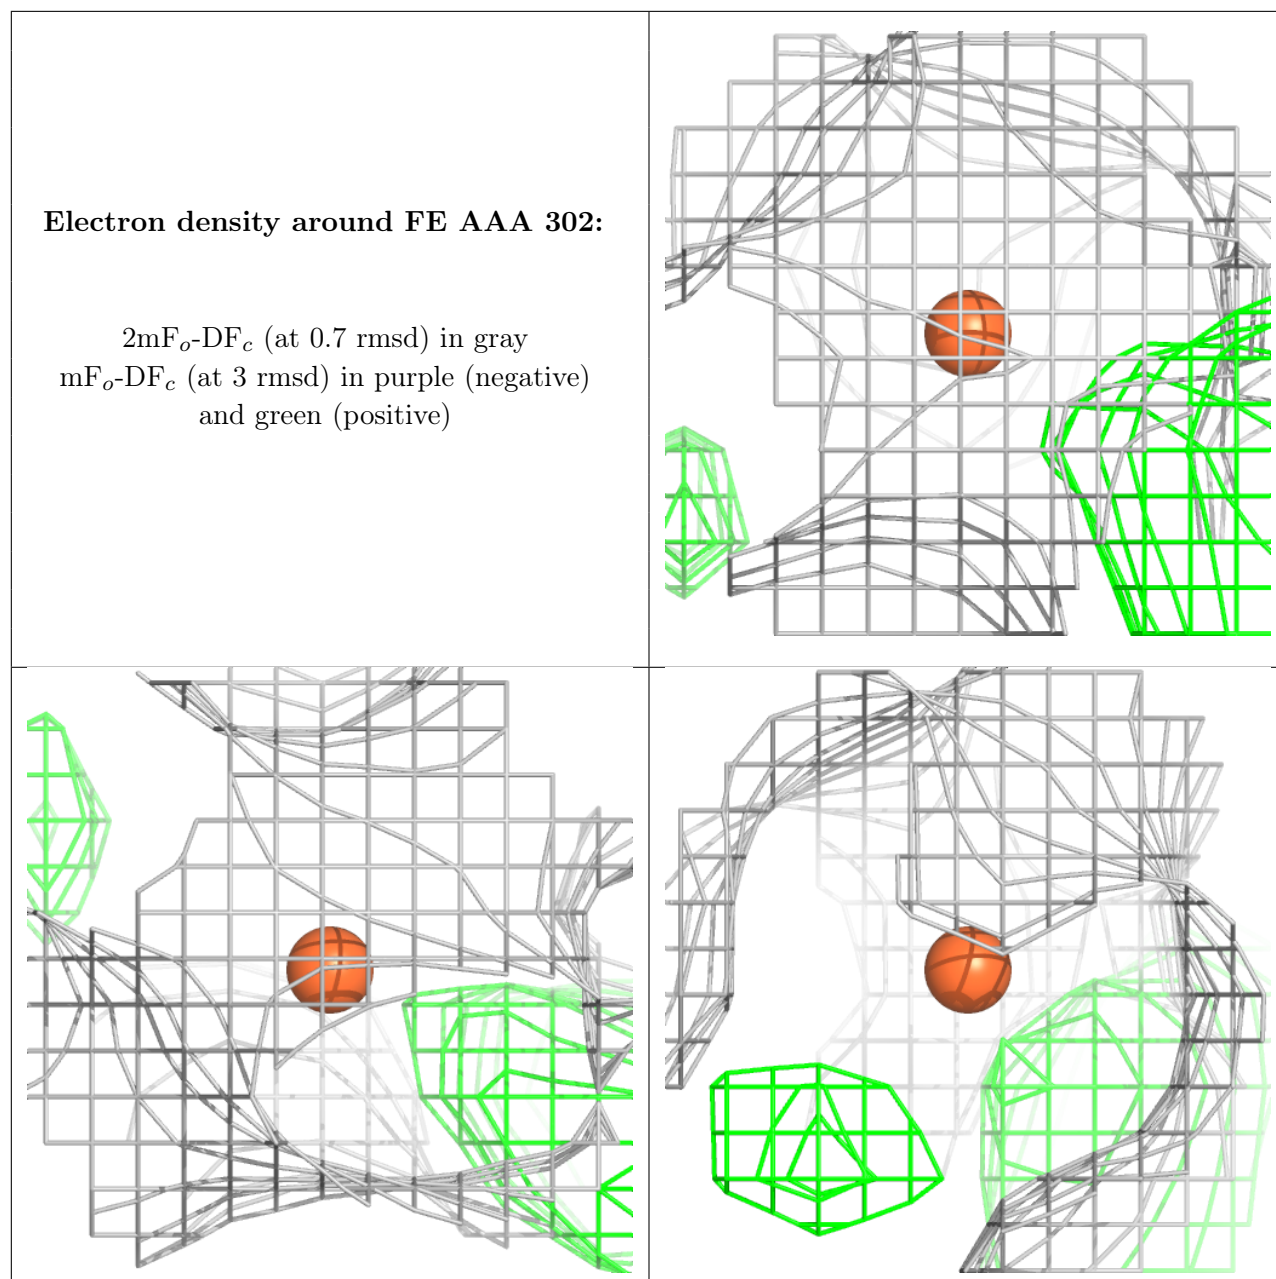 Electron density around FE AAA 302:
2mFo-DFc (at 0.7 rmsd) in gray
mFo-DFc (at 3 rmsd) in purple (negative)
and green (positive)